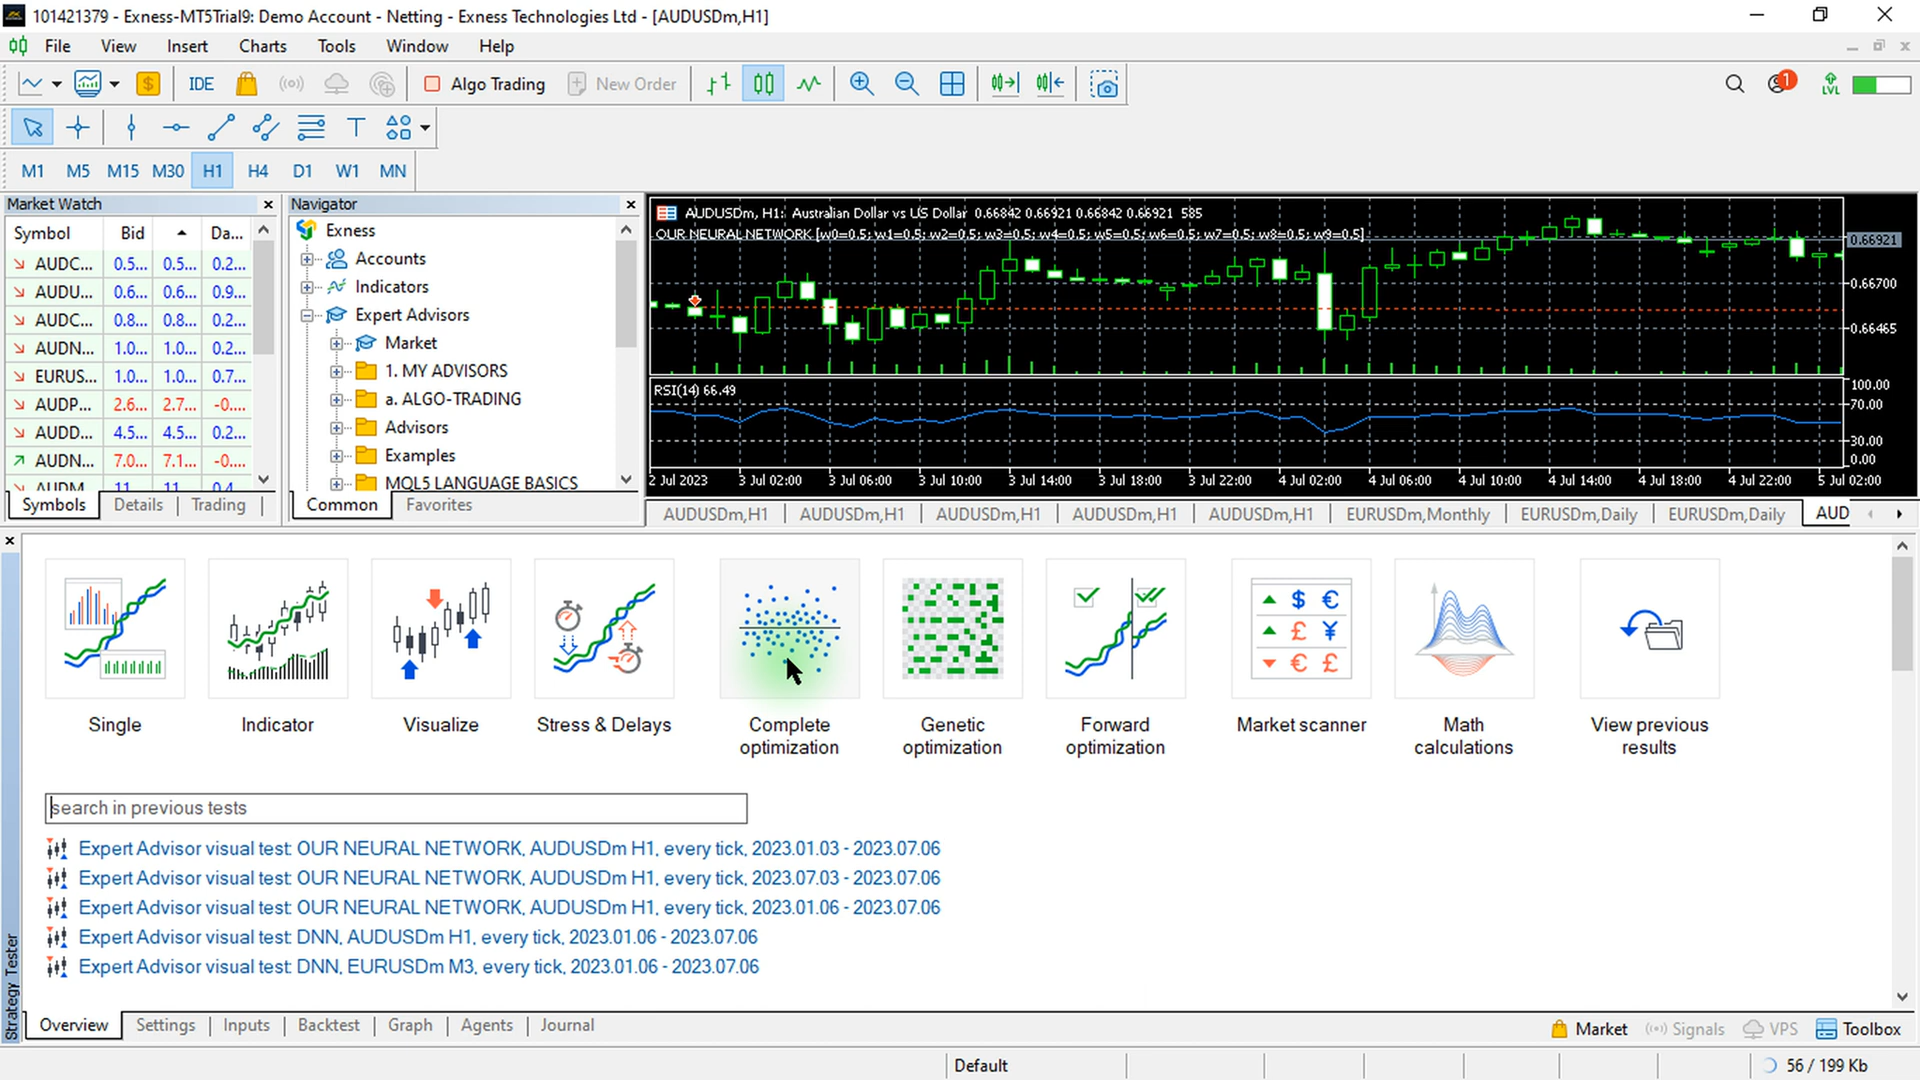 101421379 - Exness-MT5Trial9: Demo Account - Netting - Exness Technologies Ltd - [AUDUSDm,H1]
File View Insert Charts Tools Window Help
IDE Algo Trading New Order 1 LVL
T
M1 M5 M15 M30 H1 H4 D1 W1 MN
Market Watch
Symbol Bid Da...
AUDC... 0.5... 0.5... 0.2...
AUDU... 0.6... 0.6... 0.9...
AUDC... 0.8... 0.8... 0.2...
AUDN... 1.0... 1.0... 0.2...
EURUS... 1.0... 1.0... 0.7...
AUDP... 2.6... 2.7... -0....
AUDD... 4.5... 4.5... 0.2...
AUDN... 7.0... 7.1... -0....
Symbols Details Trading
Navigator
Exness
Accounts
Indicators
Expert Advisors
Market
1. MY ADVISORS
a. ALGO-TRADING
Advisors
Examples
MQL5 LANGUAGE BASICS
Common Favorites
AUDUSDm, H1: Australian Dollar vs US Dollar 0.66842 0.66921 0.66842 0.66921 585
OUR NEURAL NETWORK [w0=0.5; w1=0.5; w2=0.5; w3=0.5; w4=0.5; w5=0.5; w6=0.5; w7=0.5; w8=0.5; w9=0.5]
0.66921
0.66700
0.66465
RSI(14) 66.49
100.00
70.00
30.00
0.00
2 Jul 2023 3 Jul 02:00 3 Jul 06:00 3 Jul 10:00 3 Jul 14:00 3 Jul 18:00 3 Jul 22:00 4 Jul 02:00 4 Jul 06:00 4 Jul 10:00 4 Jul 14:00 4 Jul 18:00 4 Jul 22:00 5 Jul 02:00
AUDUSDm,H1 AUDUSDm,H1 AUDUSDm,H1 AUDUSDm,H1 AUDUSDm,H1 EURUSDm,Monthly EURUSDm,Daily EURUSDm,Daily AUD
Single
Indicator
Visualize
Stress & Delays
Complete optimization
Genetic optimization
Forward optimization
Market scanner
Math calculations
View previous results
search in previous tests
Expert Advisor visual test: OUR NEURAL NETWORK, AUDUSDm H1, every tick, 2023.01.03 - 2023.07.06
Expert Advisor visual test: OUR NEURAL NETWORK, AUDUSDm H1, every tick, 2023.07.03 - 2023.07.06
Expert Advisor visual test: OUR NEURAL NETWORK, AUDUSDm H1, every tick, 2023.01.06 - 2023.07.06
Expert Advisor visual test: DNN, AUDUSDm H1, every tick, 2023.01.06 - 2023.07.06
Expert Advisor visual test: DNN, EURUSDm M3, every tick, 2023.01.06 - 2023.07.06
Strategy Tester
Overview Settings Inputs Backtest Graph Agents Journal
Market Signals VPS Toolbox
Default 56 / 199 Kb